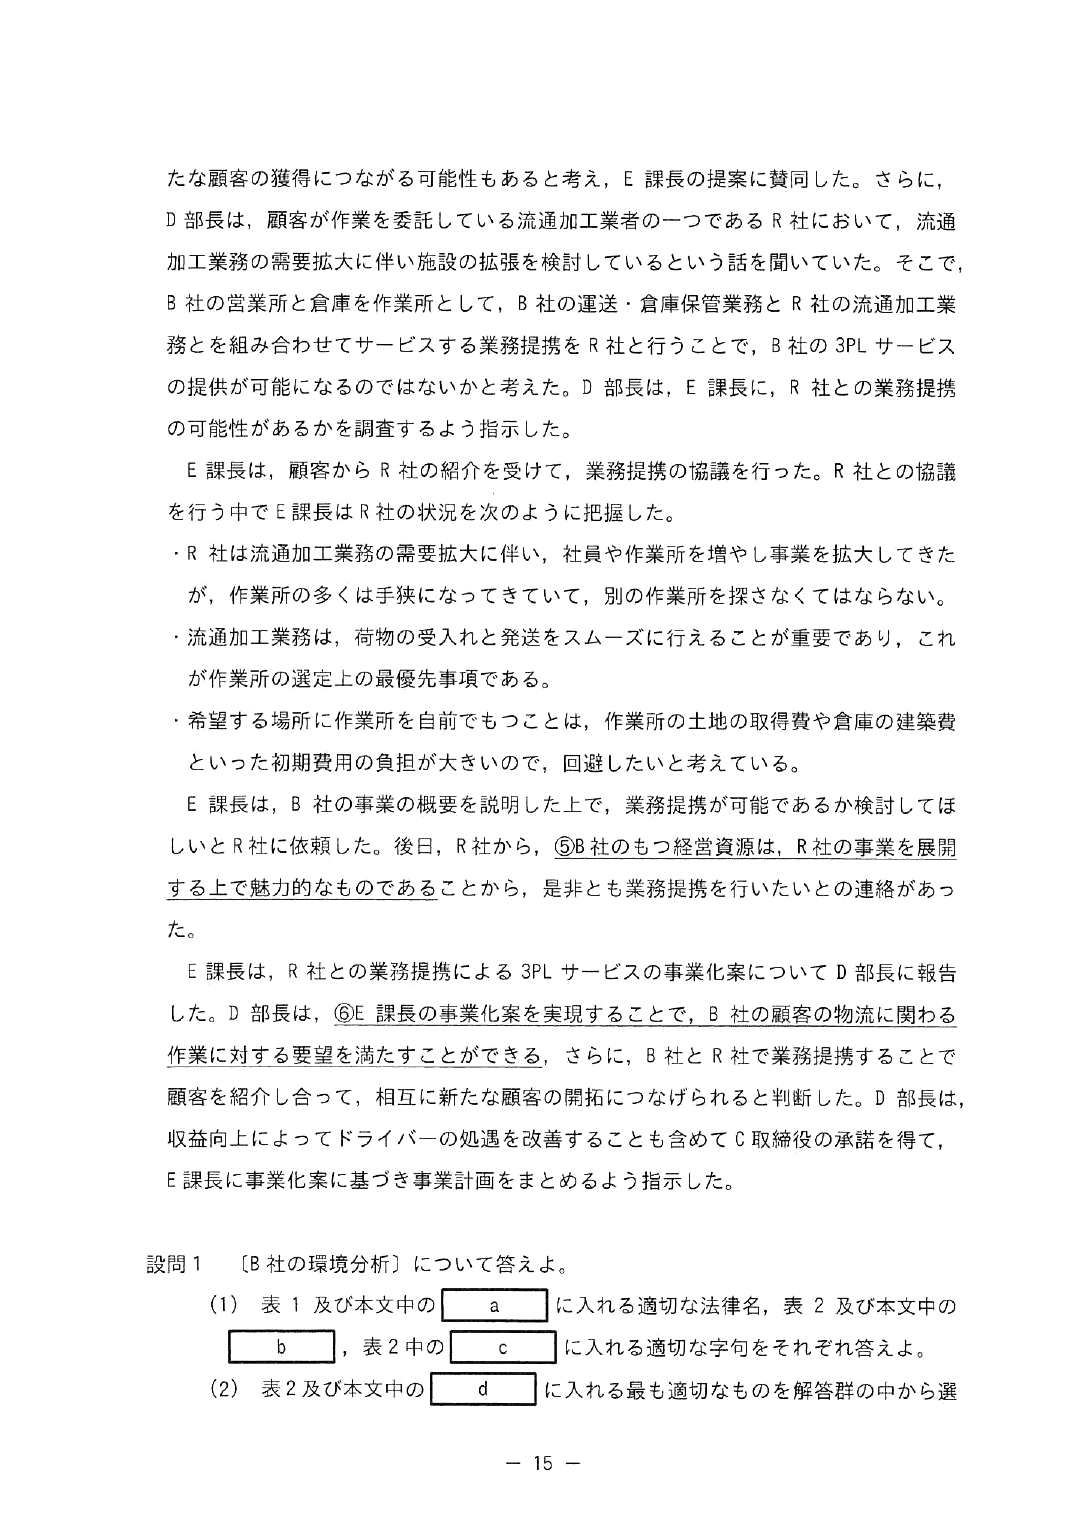 たな顧客の獲得につながる可能性もあると考え，E 課長の提案に賛同した。さらに，
D 部長は，顧客が作業を委託している流通加工業者の一つである R 社において，流通
加工業務の需要拡大に伴い施設の拡張を検討しているという話を聞いていた。そこで，
B 社の営業所と倉庫を作業所として，B 社の運送・倉庫保管業務と R 社の流通加工業
務とを組み合わせてサービスする業務提携を R 社と行うことで，B 社の 3PL サービス
の提供が可能になるのではないかと考えた。D 部長は，E 課長に，R 社との業務提携
の可能性があるかを調査するよう指示した。
E 課長は，顧客から R 社の紹介を受けて，業務提携の協議を行った。R 社との協議
を行う中で E 課長は R 社の状況を次のように把握した。
・R 社は流通加工業務の需要拡大に伴い，社員や作業所を増やし事業を拡大してきた
が，作業所の多くは手狭になってきていて，別の作業所を探さなくてはならない。
・流通加工業務は，荷物の受入れと発送をスムーズに行えることが重要であり，これ
が作業所の選定上の最優先事項である。
・希望する場所に作業所を自前でもつことは，作業所の土地の取得費や倉庫の建築費
といった初期費用の負担が大きいので，回避したいと考えている。
E 課長は，B 社の事業の概要を説明した上で，業務提携が可能であるか検討してほ
しいと R 社に依頼した。後日，R 社から，⑤B 社のもつ経営資源は，R 社の事業を展開
する上で魅力的なものであることから，是非とも業務提携を行いたいとの連絡があっ
た。
E 課長は，R 社との業務提携による 3PL サービスの事業化案について D 部長に報告
した。D 部長は，⑥E 課長の事業化案を実現することで，B 社の顧客の物流に関わる
作業に対する要望を満たすことができる，さらに，B 社と R 社で業務提携することで
顧客を紹介し合って，相互に新たな顧客の開拓につなげられると判断した。D 部長は，
収益向上によってドライバーの処遇を改善することも含めて C 取締役の承諾を得て，
E 課長に事業化案に基づき事業計画をまとめるよう指示した。
設問1 〔B 社の環境分析〕について答えよ。
(1) 表 1 及び本文中の a に入れる適切な法律名，表 2 及び本文中の
b ，表 2 中の c に入れる適切な字句をそれぞれ答えよ。
(2) 表 2 及び本文中の d に入れる最も適切なものを解答群の中から選
－ 15 －